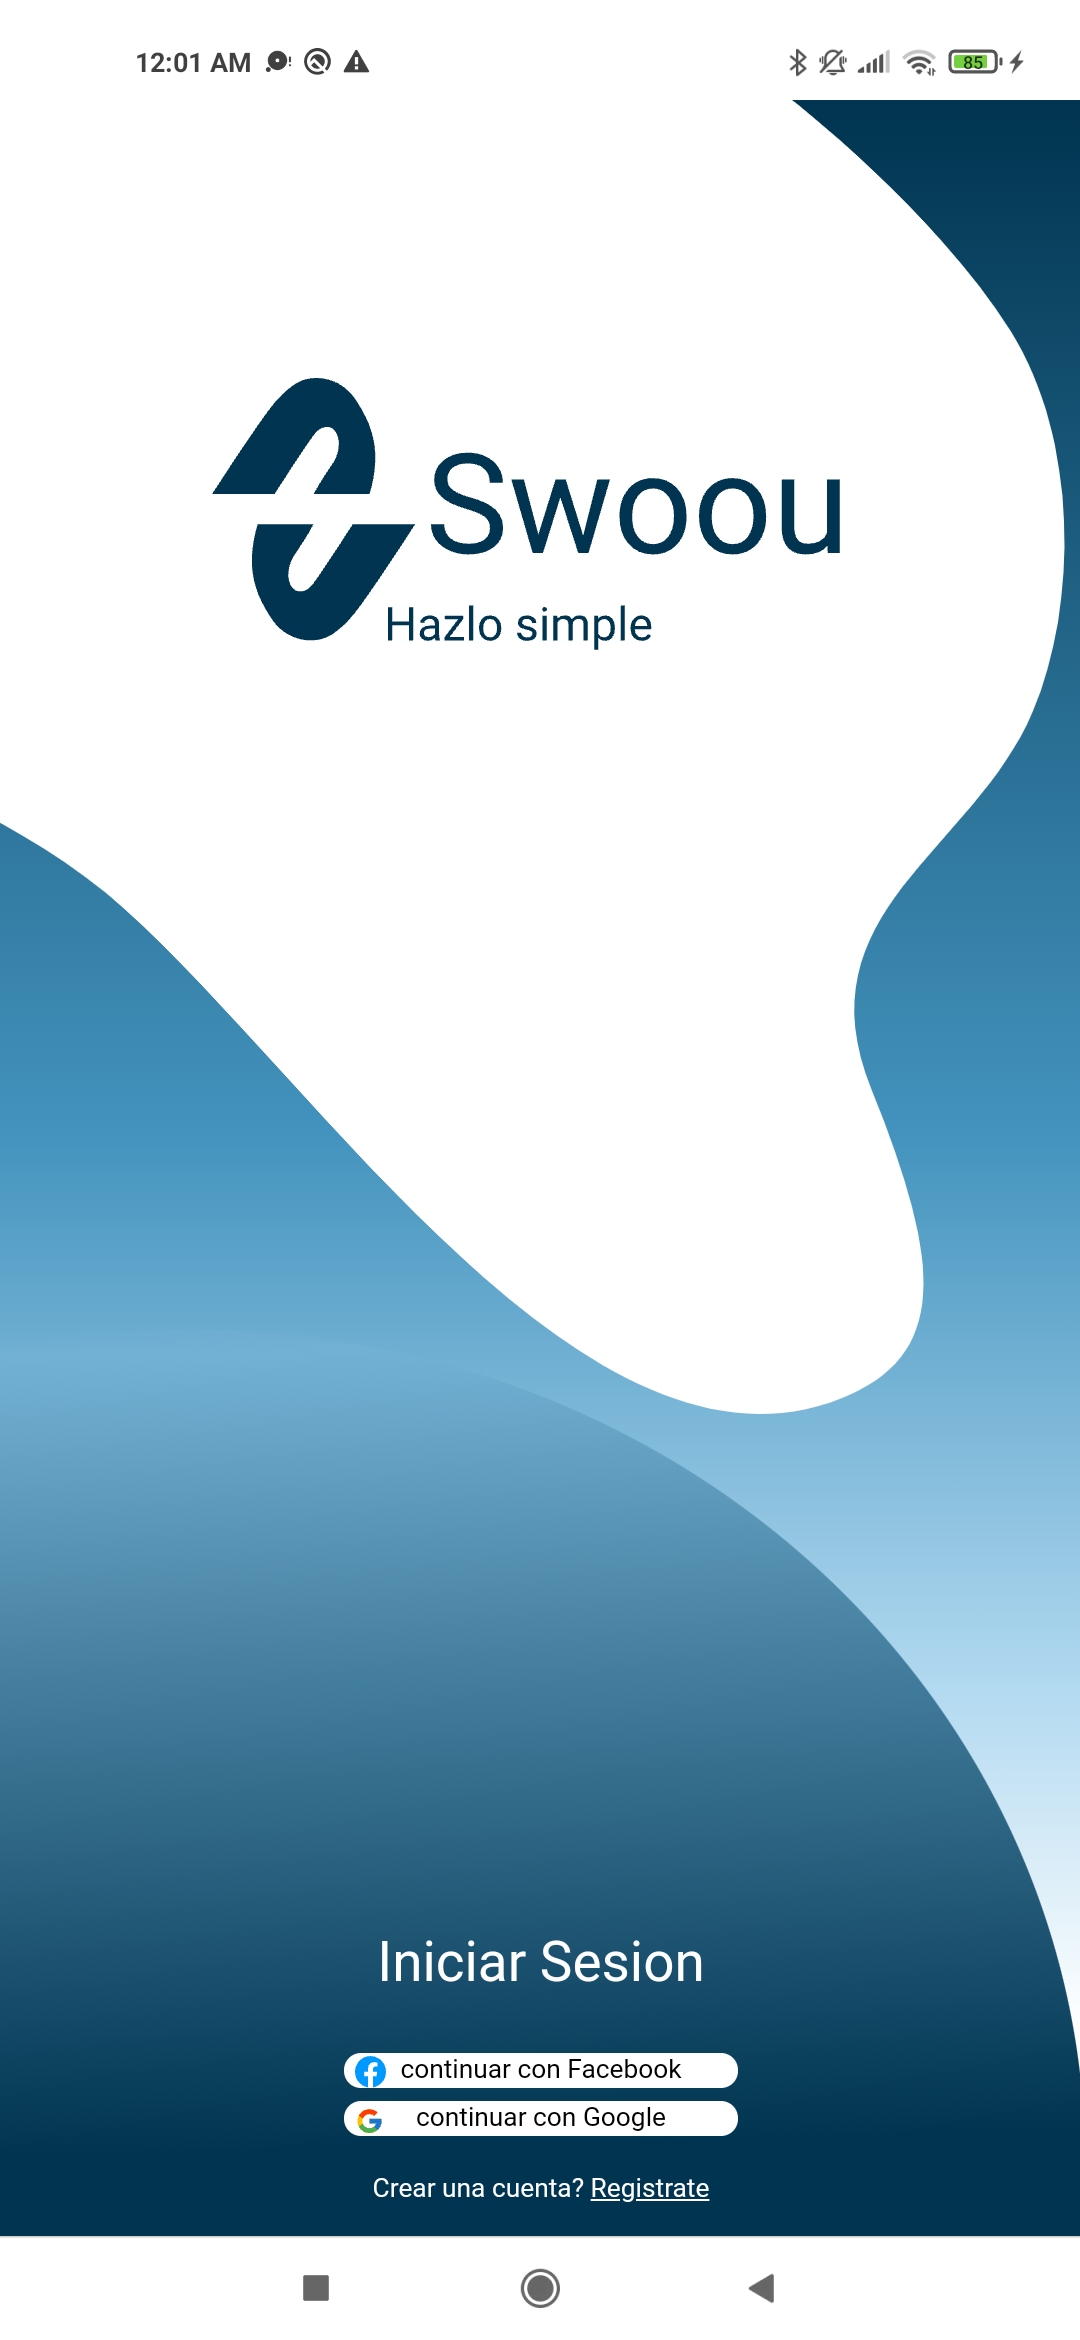 12:01 AM
85
Swoou
Hazlo simple
Iniciar Sesion
continuar con Facebook
continuar con Google
Crear una cuenta? Registrate